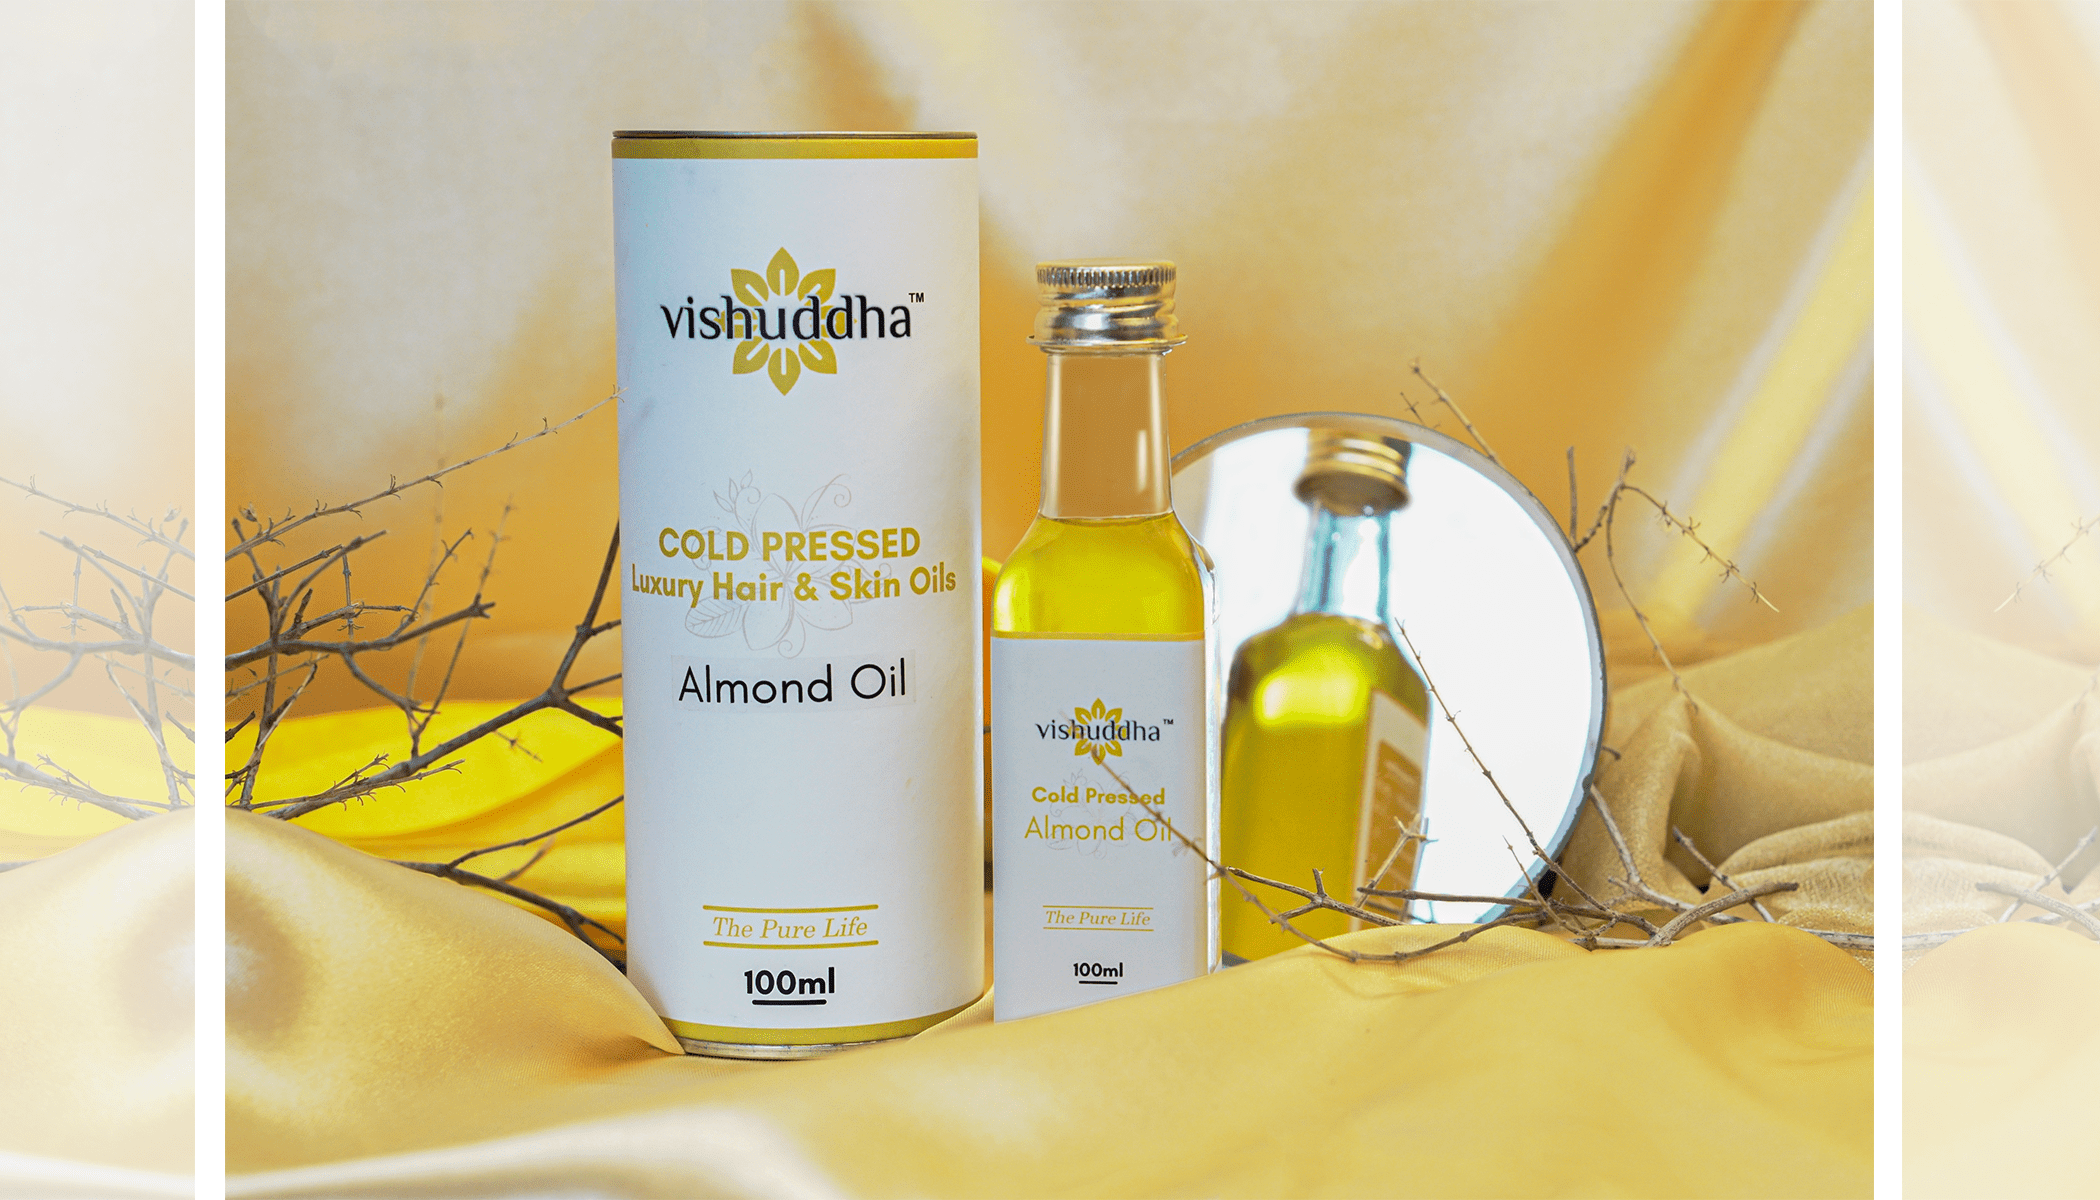 vishuddha™
COLD PRESSED
Luxury Hair & Skin Oils
Almond Oil
The Pure Life
100ml
vishuddha™
Cold Pressed
Almond Oil
The Pure Life
100ml